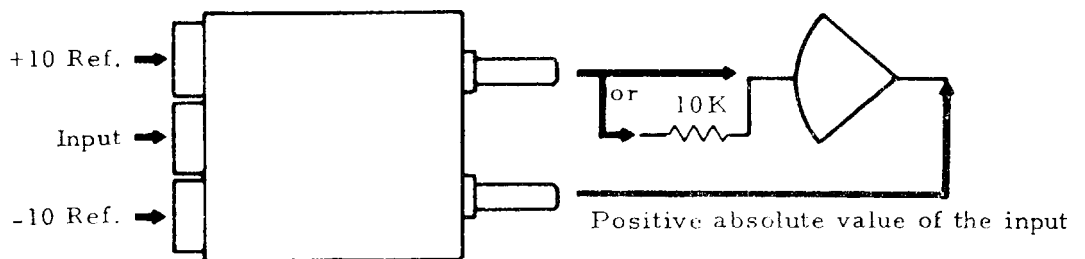 +10 Ref.
or
10K
Input
-10 Ref.
Positive absolute value of the input